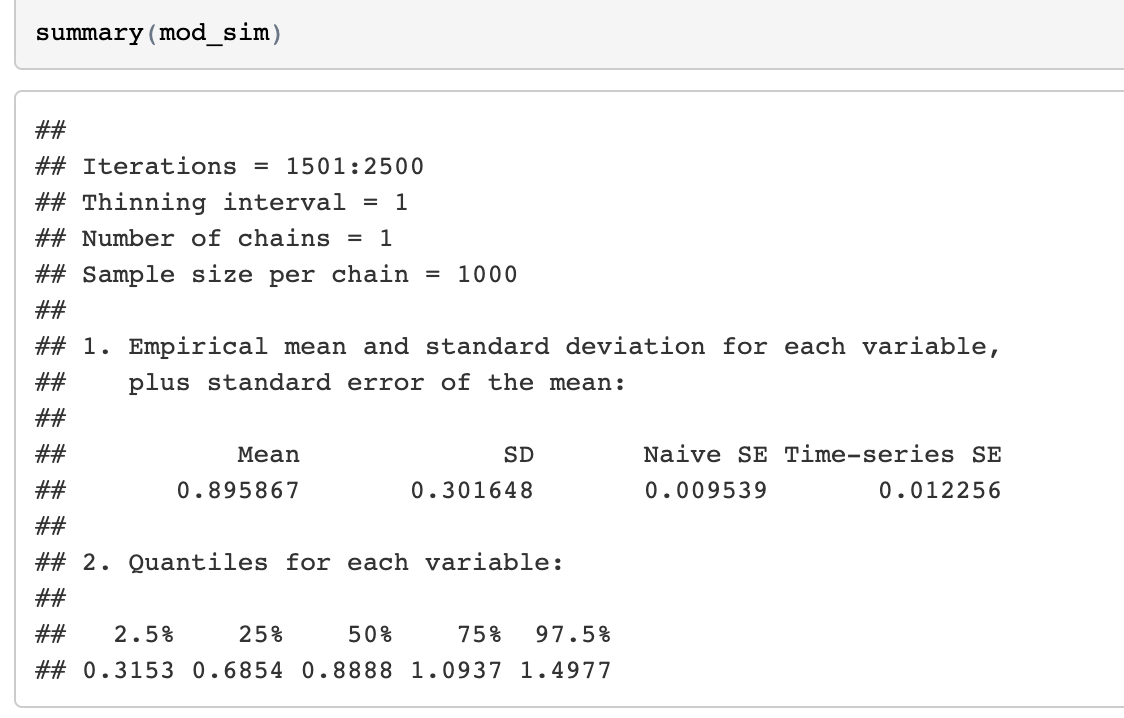 summary(mod_sim)
##
## Iterations = 1501:2500
## Thinning interval = 1
## Number of chains = 1
## Sample size per chain = 1000
##
## 1. Empirical mean and standard deviation for each variable,
##    plus standard error of the mean:
##
##           Mean             SD       Naive SE Time-series SE
##       0.895867       0.301648       0.009539       0.012256
##
## 2. Quantiles for each variable:
##
##   2.5%    25%    50%    75%  97.5%
## 0.3153 0.6854 0.8888 1.0937 1.4977